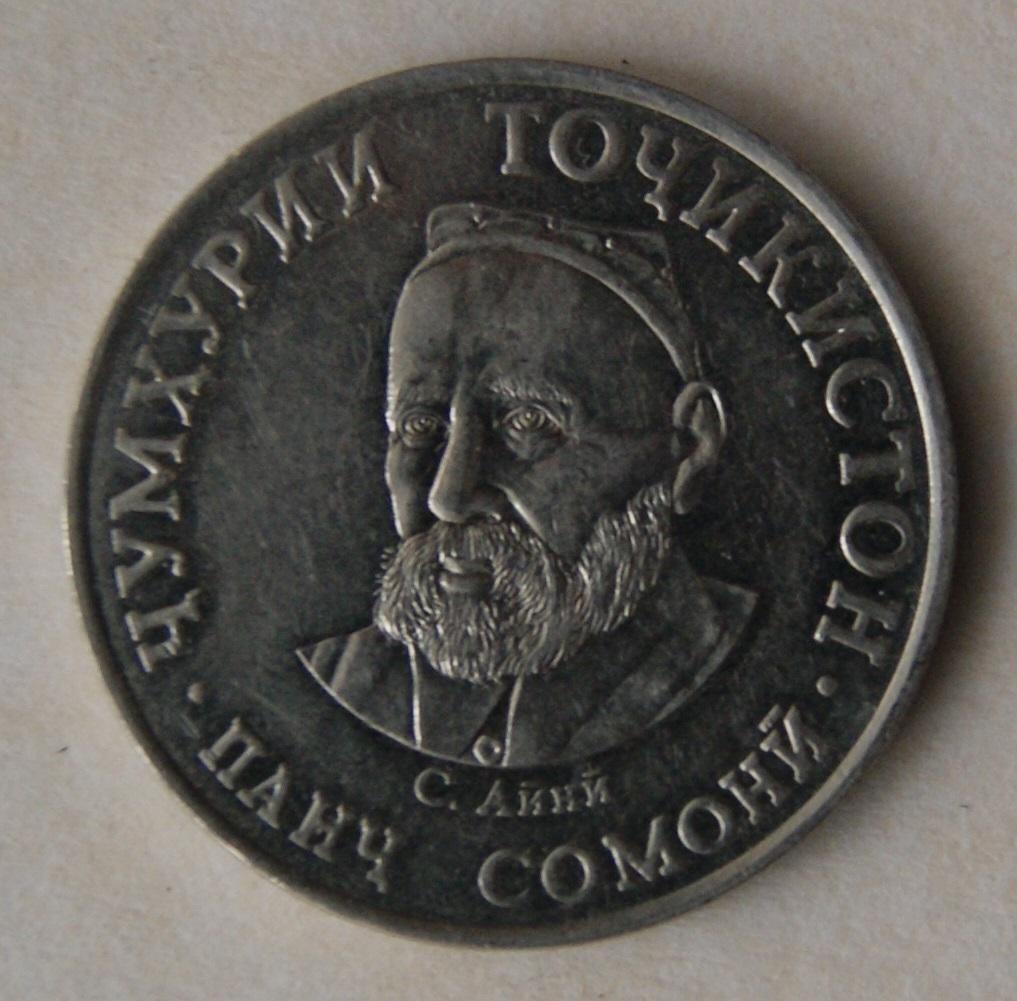 ҶУМҲУРИИ ТОҶИКИСТОН
С. Айнӣ
· ПАНҶ СОМОНӢ ·